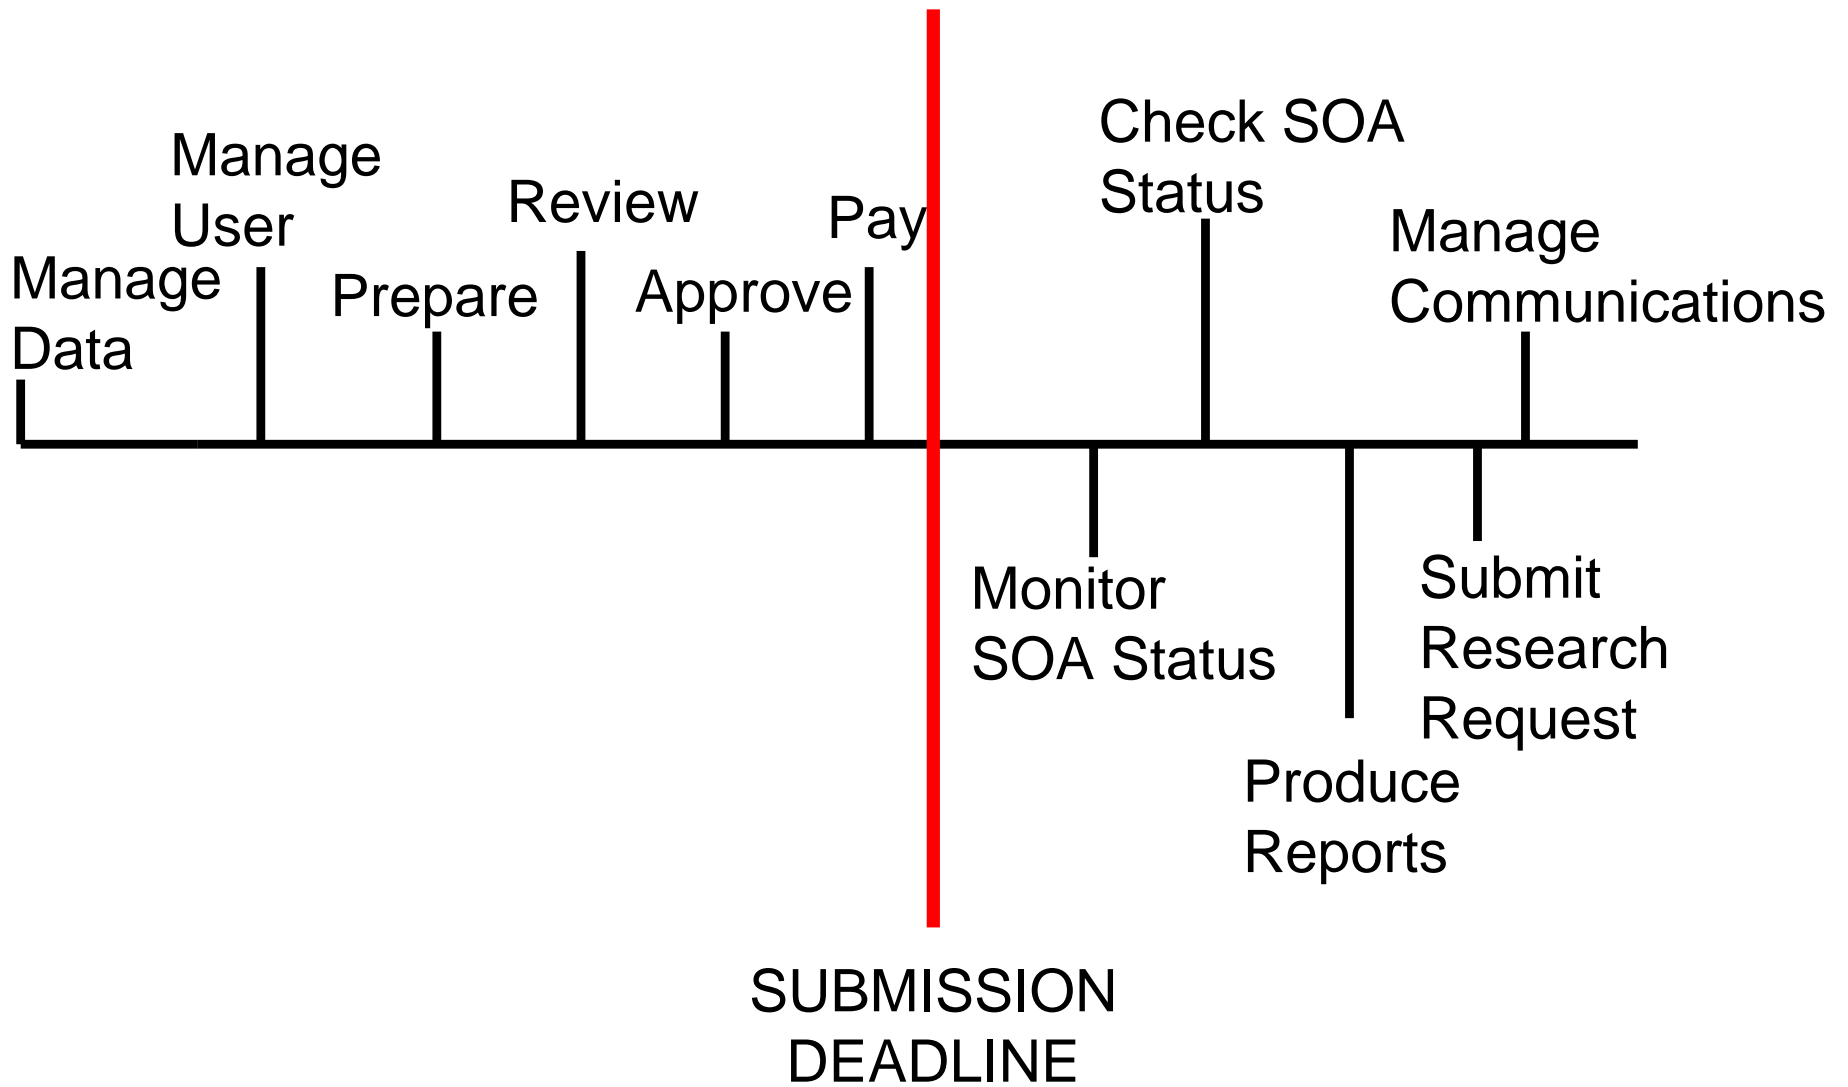 Manage
Data
Manage
User
Prepare
Review
Approve
Pay
Check SOA
Status
Manage
Communications
Monitor
SOA Status
Produce
Reports
Submit
Research
Request
SUBMISSION
DEADLINE